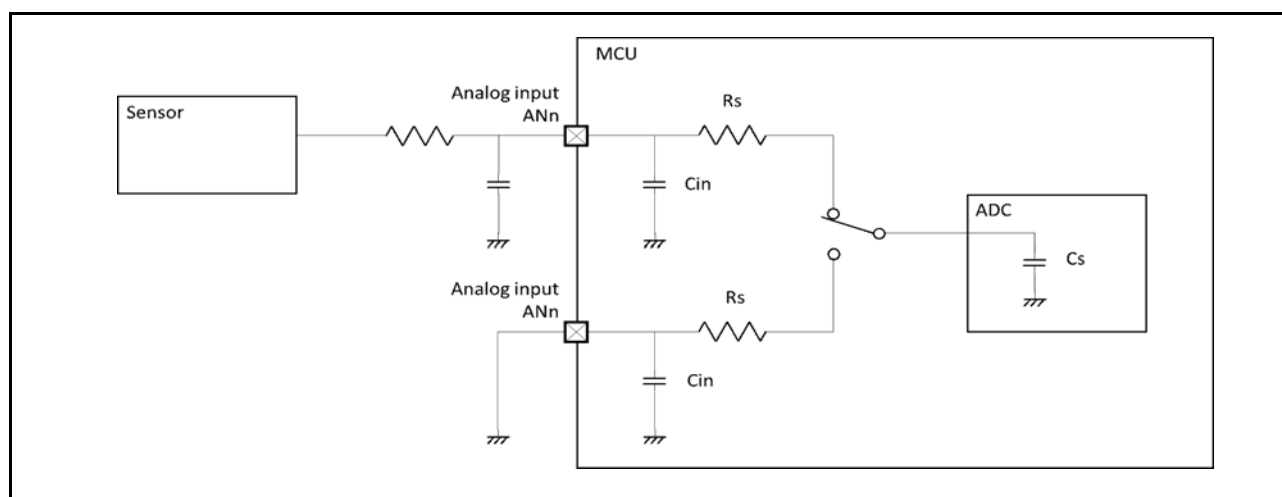 MCU
Sensor
Analog input
ANn
Rs
Cin
ADC
Cs
Analog input
ANn
Rs
Cin